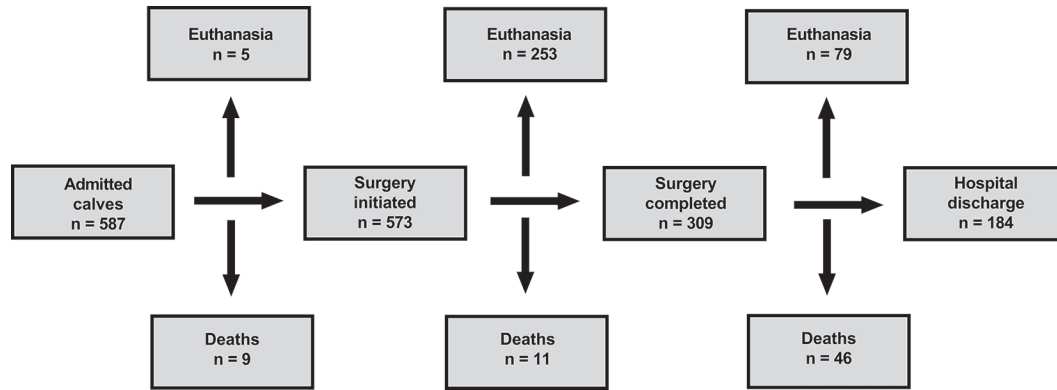 Euthanasia
n = 5
Euthanasia
n = 253
Euthanasia
n = 79
Admitted
calves
n = 587
Surgery
initiated
n = 573
Surgery
completed
n = 309
Hospital
discharge
n = 184
Deaths
n = 9
Deaths
n = 11
Deaths
n = 46